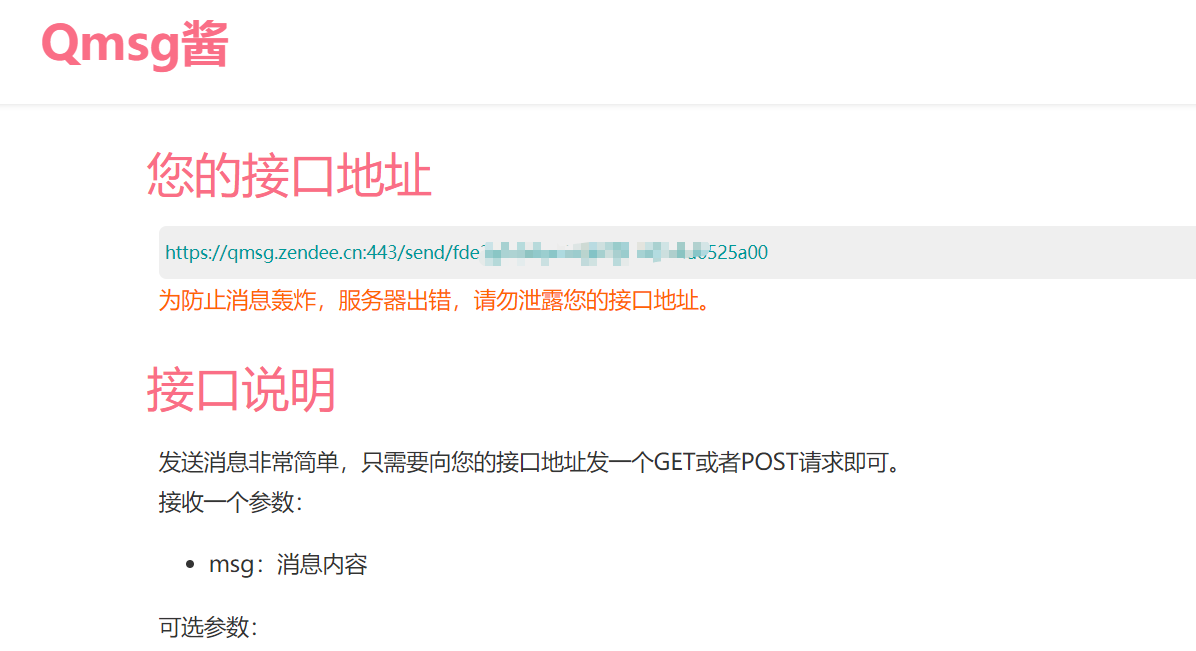 Qmsg酱
您的接口地址
https://qmsg.zendee.cn:443/send/fde 525a00
为防止消息轰炸，服务器出错，请勿泄露您的接口地址。
接口说明
发送消息非常简单，只需要向您的接口地址发一个GET或者POST请求即可。
接收一个参数：
• msg：消息内容
可选参数：